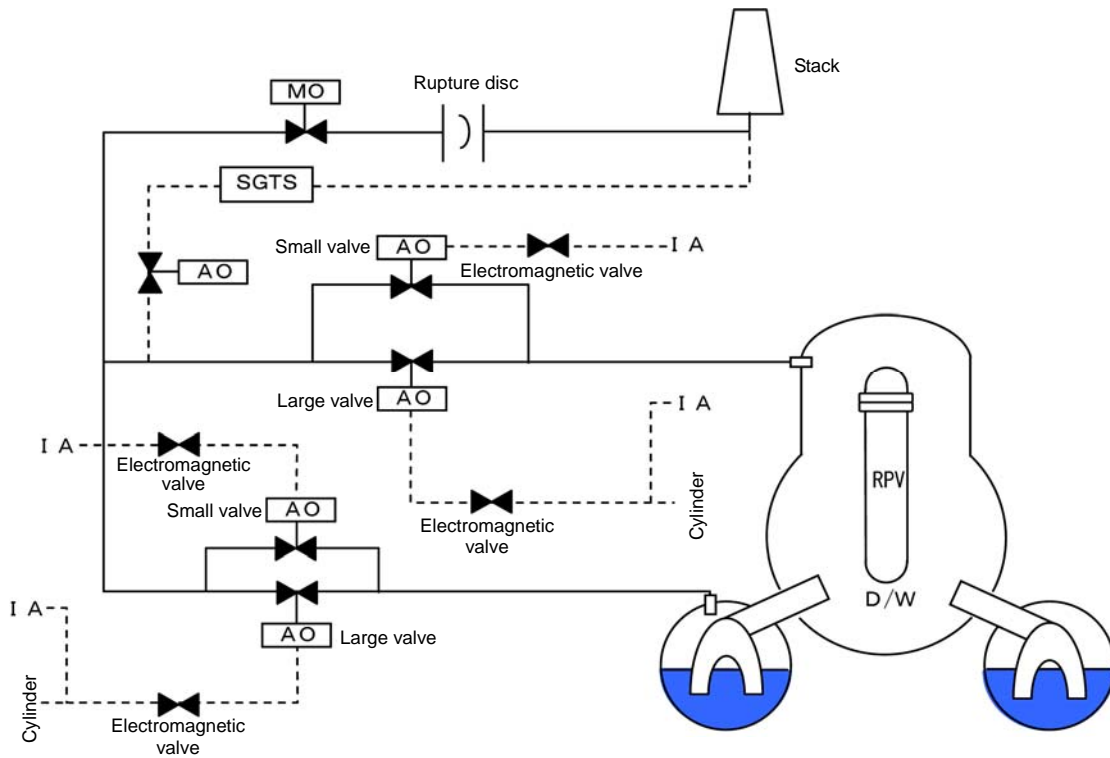 Stack
Rupture disc
MO
SGTS
Small valve
AO
I A
Electromagnetic valve
AO
Large valve
AO
I A
I A
Electromagnetic
valve
Small valve
AO
Electromagnetic
valve
Cylinder
RPV
D/W
I A
AO
Large valve
Cylinder
Electromagnetic
valve